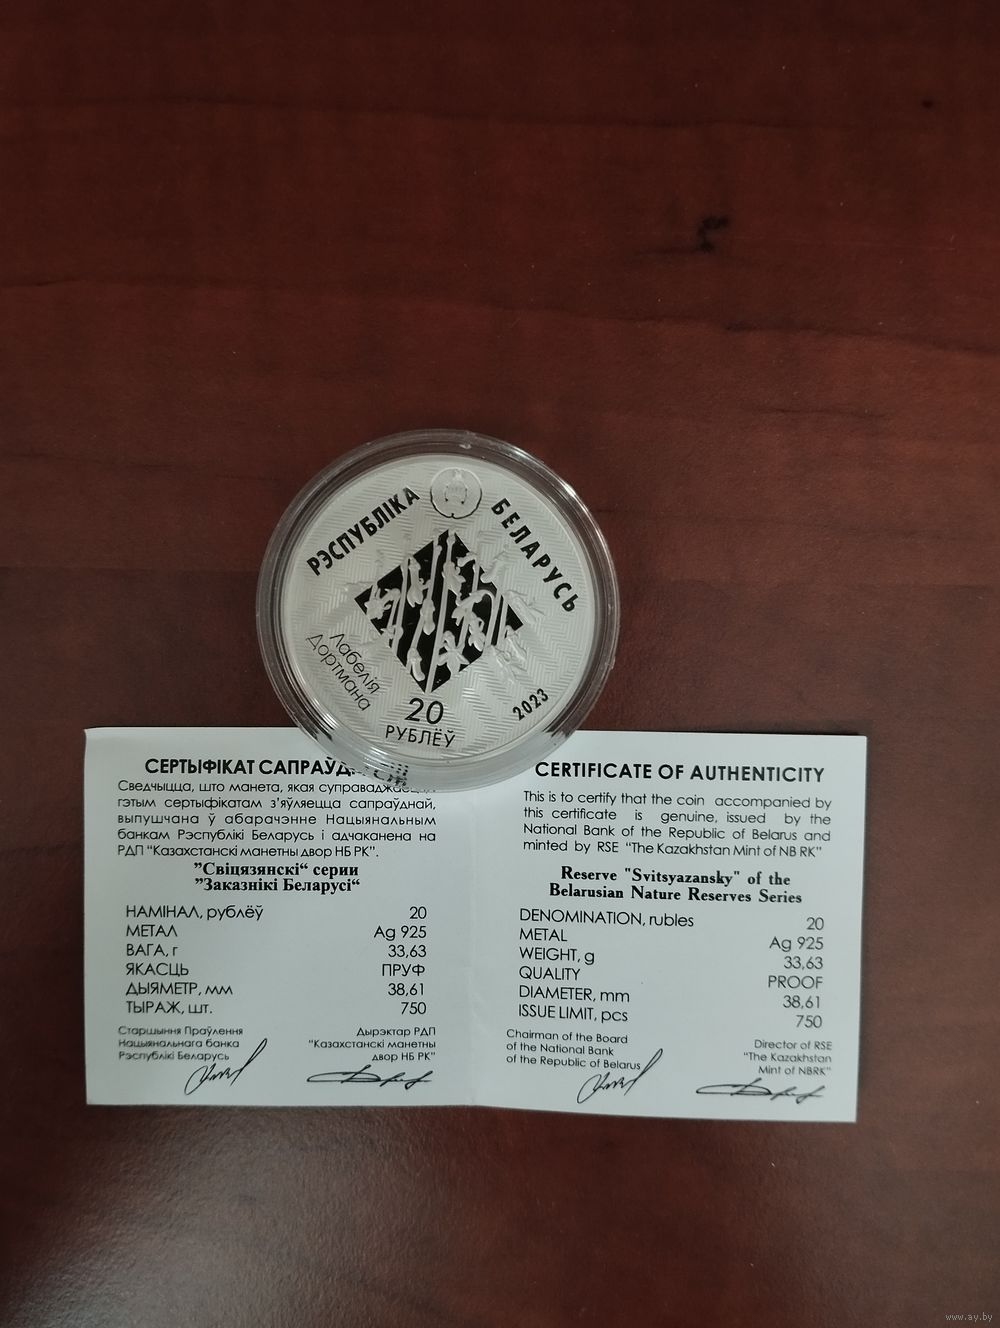 РЭСПУБЛІКА БЕЛАРУСЬ
Лабелія
Дортмана
20
РУБЛЁЎ
2023
СЕРТЫФІКАТ
Сведчыцца, што манета, якая
гэтым сертыфікатам з’яўляецца сапраўднай,
выпушчана ў абарачэнне Нацыянальным
банкам Рэспублікі Беларусь і адчаканена на
РДП “Казахстанскі манетны двор НБ РК”.
”Свіцязянскі“ серии
”Заказнікі Беларусі“
НАМІНАЛ, рублёў 20
МЕТАЛ Ag 925
ВАГА, г 33,63
ЯКАСЦЬ ПРУФ
ДЫЯМЕТР, мм 38,61
ТЫРАЖ, шт. 750
Старшыння Праўлення
Нацыянальнага банка
Рэспублікі Беларусь
Дырэктар РДП
“Казахстанскі манетны
двор НБ РК”
CERTIFICATE OF AUTHENTICITY
This is to certify that the coin accompanied by
this certificate is genuine, issued by the
National Bank of the Republic of Belarus and
minted by RSE “The Kazakhstan Mint of NB RK”
Reserve "Svitsyazansky" of the
Belarusian Nature Reserves Series
DENOMINATION, rubles 20
METAL Ag 925
WEIGHT, g 33,63
QUALITY PROOF
DIAMETER, mm 38,61
ISSUE LIMIT, pcs 750
Chairman of the Board
of the National Bank
of the Republic of Belarus
Director of RSE
“The Kazakhstan
Mint of NBRK”
www.ay.by